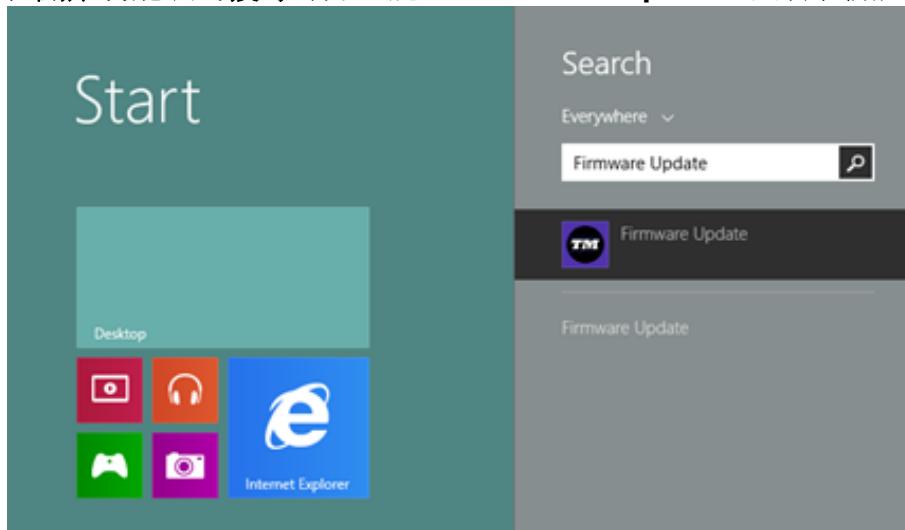 Start
Desktop
Internet Explorer
Search
Everywhere
Firmware Update
TM
Firmware Update
Firmware Update